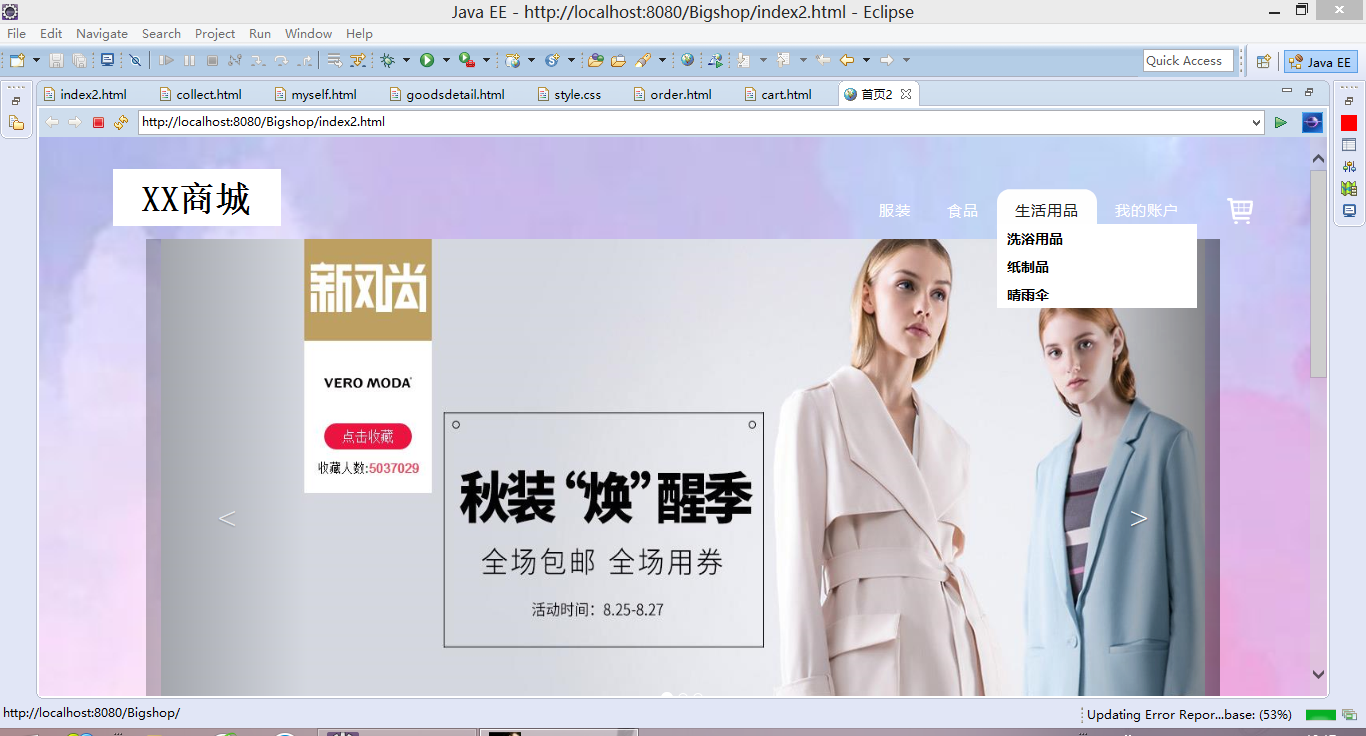 Java EE - http://localhost:8080/Bigshop/index2.html - Eclipse
File Edit Navigate Search Project Run Window Help
Quick Access Java EE
index2.html collect.html myself.html goodsdetail.html style.css order.html cart.html 首页2
http://localhost:8080/Bigshop/index2.html
XX商城
服装 食品 生活用品 我的账户
洗浴用品
纸制品
晴雨伞
新风尚
VERO MODA
点击收藏
收藏人数:5037029
秋装“焕”醒季
全场包邮 全场用券
活动时间：8.25-8.27
< >
http://localhost:8080/Bigshop/
Updating Error Repor...base: (53%)